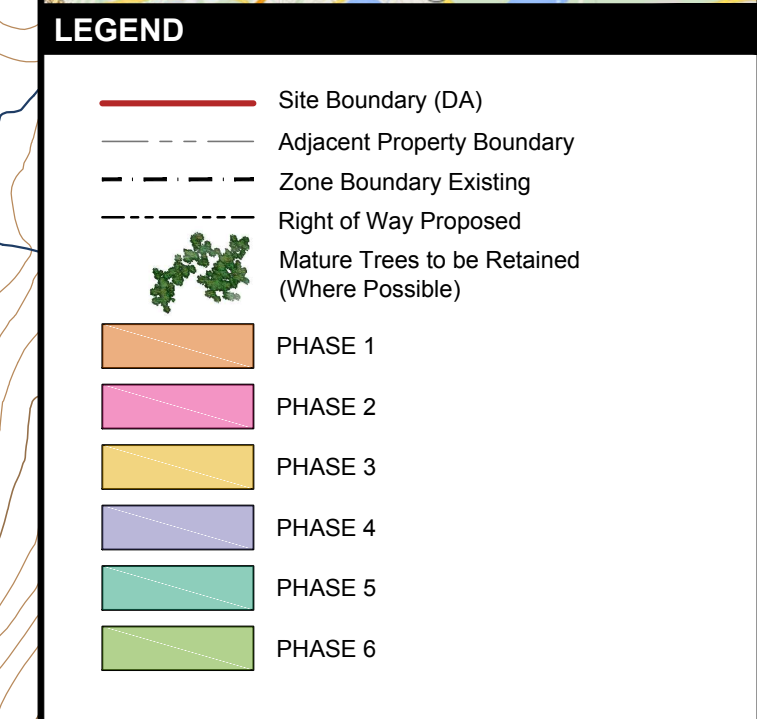 LEGEND
Site Boundary (DA)
Adjacent Property Boundary
Zone Boundary Existing
Right of Way Proposed
Mature Trees to be Retained
(Where Possible)
PHASE 1
PHASE 2
PHASE 3
PHASE 4
PHASE 5
PHASE 6